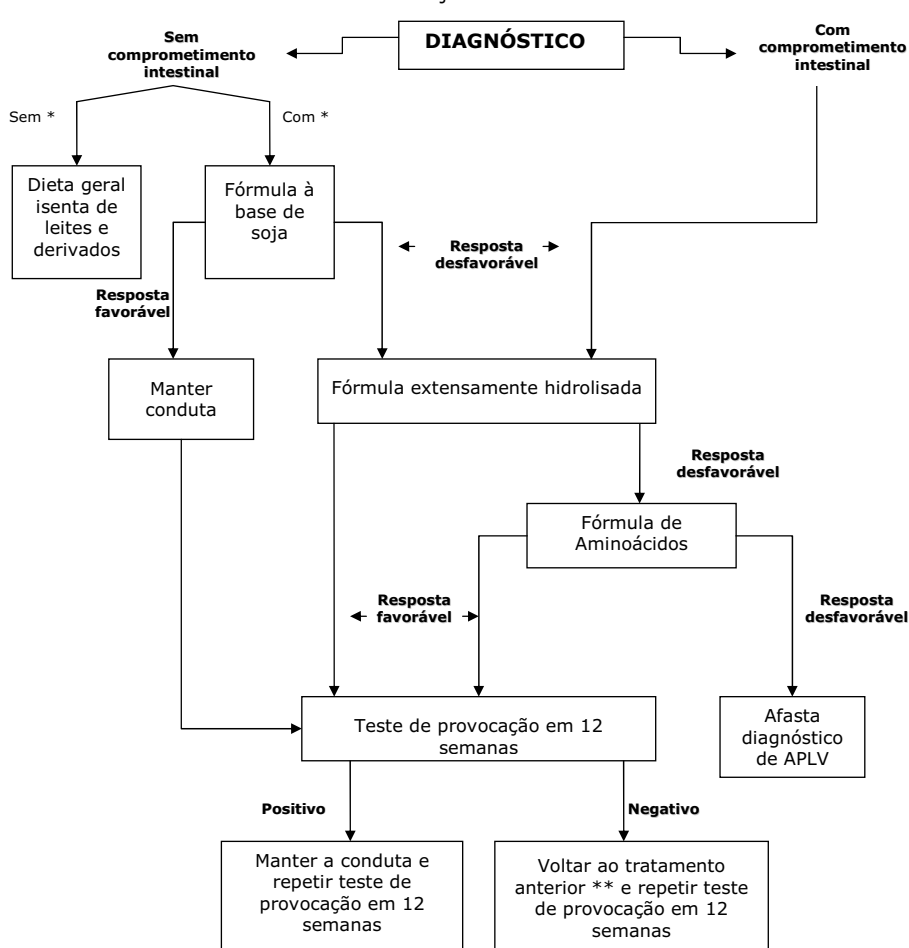 Sem
comprometimento
intestinal
DIAGNÓSTICO
Com
comprometimento
intestinal
Sem *
Com *
Dieta geral
isenta de
leites e
derivados
Fórmula à
base de
soja
Resposta
desfavorável
Resposta
favorável
Manter
conduta
Fórmula extensamente hidrolisada
Resposta
desfavorável
Fórmula de
Aminoácidos
Resposta
favorável
Resposta
desfavorável
Teste de provocação em 12
semanas
Afasta
diagnóstico
de APLV
Positivo
Negativo
Manter a conduta e
repetir teste de
provocação em 12
semanas
Voltar ao tratamento
anterior ** e repetir teste
de provocação em 12
semanas